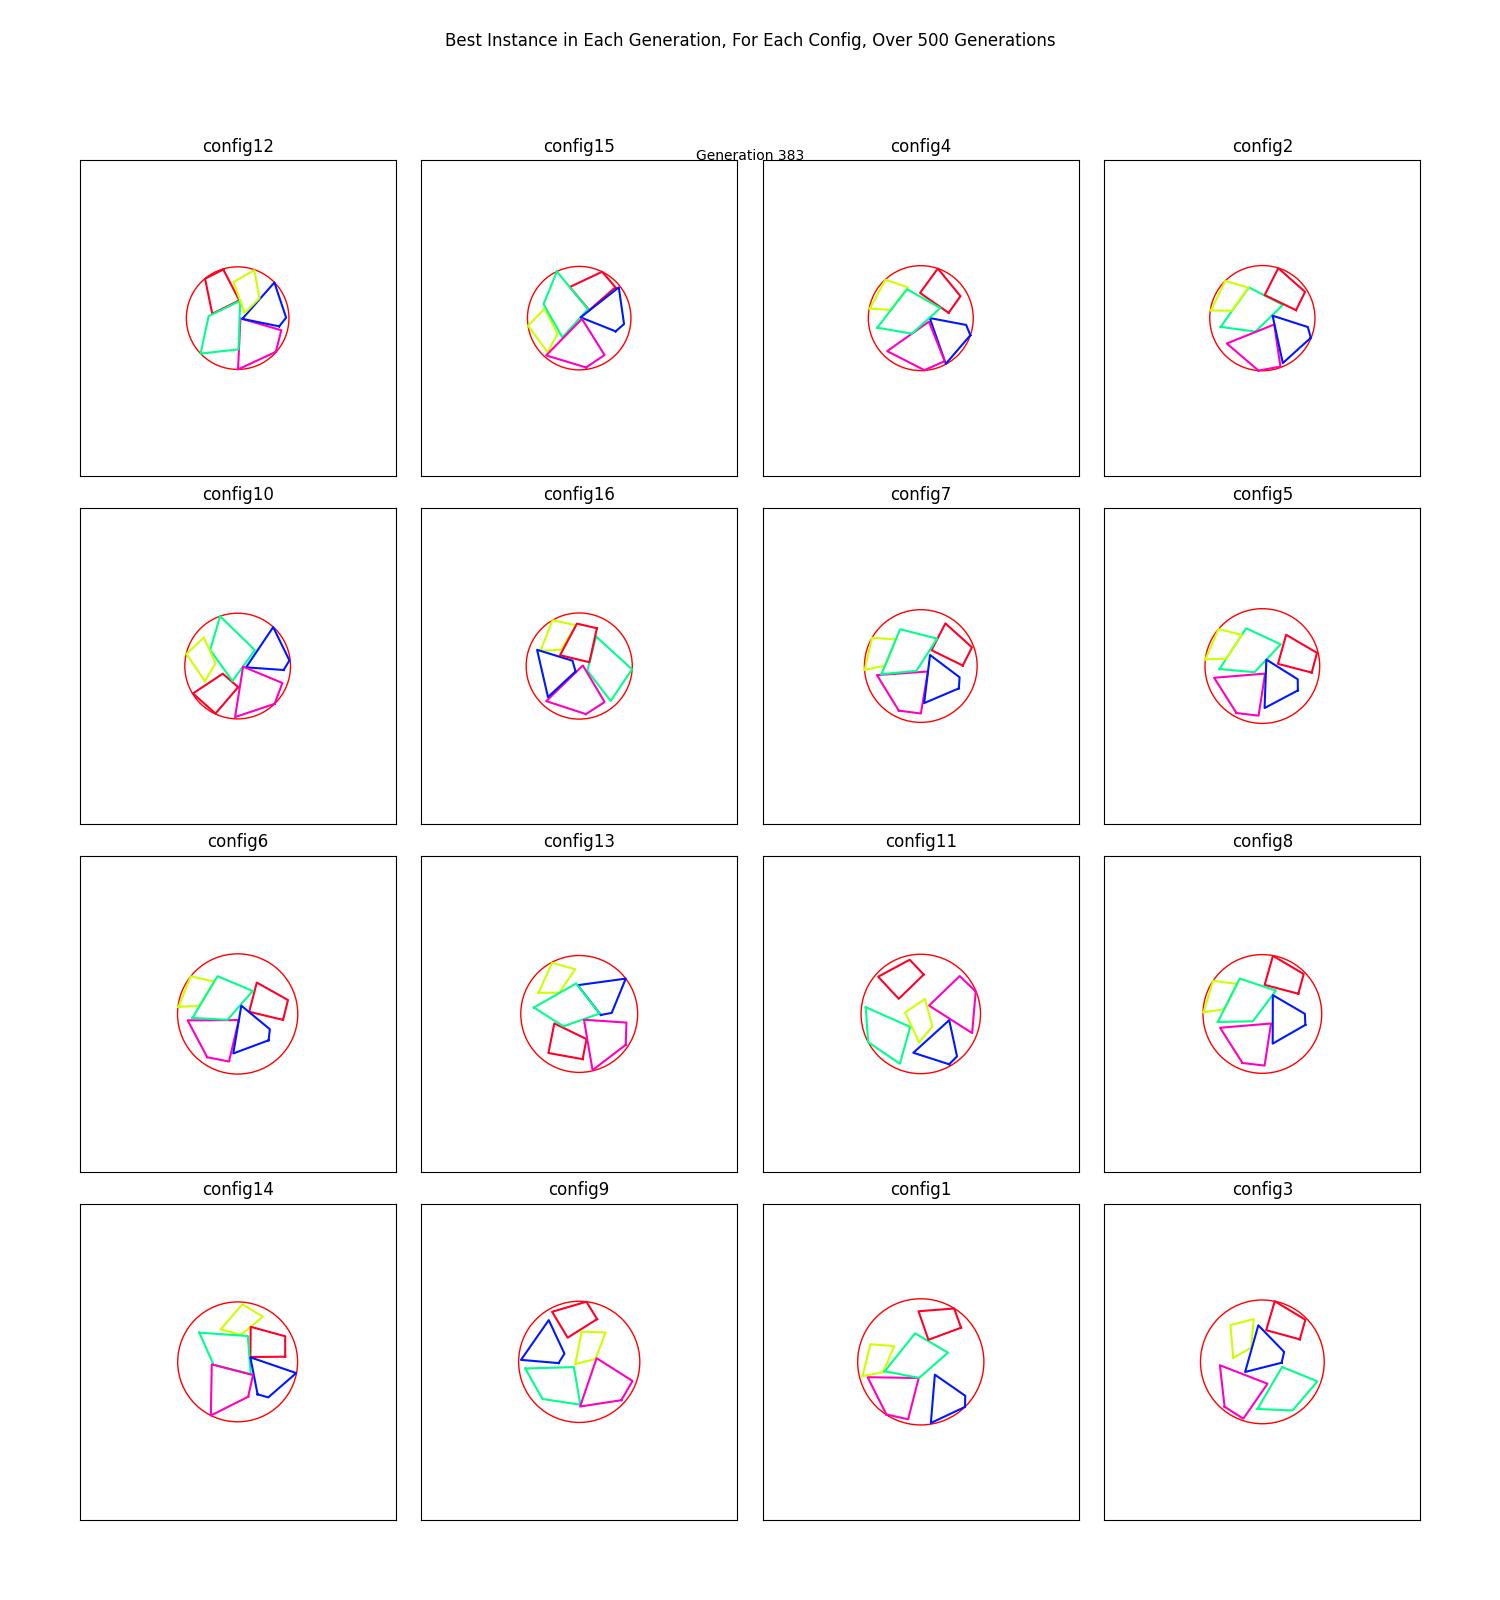 Best Instance in Each Generation, For Each Config, Over 500 Generations
config12
config15
Generation 383
config4
config2
config10
config16
config7
config5
config6
config13
config11
config8
config14
config9
config1
config3